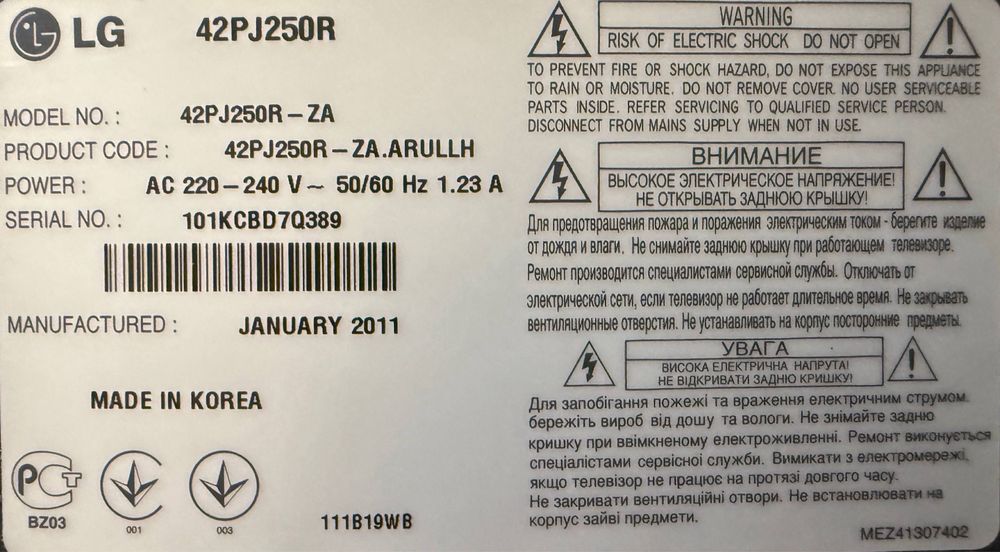 LG 42PJ250R
MODEL NO. : 42PJ250R-ZA
PRODUCT CODE : 42PJ250R-ZA.ARULLH
POWER : AC 220-240 V~ 50/60 Hz 1.23 A
SERIAL NO. : 101KCBD7Q389
MANUFACTURED : JANUARY 2011
MADE IN KOREA
РСТ
BZ03
001
003
111B19WB
WARNING
RISK OF ELECTRIC SHOCK DO NOT OPEN
TO PREVENT FIRE OR SHOCK HAZARD, DO NOT EXPOSE THIS APPLIANCE
TO RAIN OR MOISTURE. DO NOT REMOVE COVER. NO USER SERVICEABLE
PARTS INSIDE. REFER SERVICING TO QUALIFIED SERVICE PERSON.
DISCONNECT FROM MAINS SUPPLY WHEN NOT IN USE.
ВНИМАНИЕ
ВЫСОКОЕ ЭЛЕКТРИЧЕСКОЕ НАПРЯЖЕНИЕ!
НЕ ОТКРЫВАТЬ ЗАДНЮЮ КРЫШКУ!
Для предотвращения пожара и поражения электрическим током - берегите изделие
от дождя и влаги. Не снимайте заднюю крышку при работающем телевизоре.
Ремонт производится специалистами сервисной службы. Отключать от
электрической сети, если телевизор не работает длительное время. Не закрывать
вентиляционные отверстия. Не устанавливать на корпус посторонние предметы.
УВАГА
ВИСОКА ЕЛЕКТРИЧНА НАПРУГА!
НЕ ВІДКРИВАТИ ЗАДНЮ КРИШКУ!
Для запобігання пожежі та враження електричним струмом.
бережіть вироб від дошу та вологи. Не знімайте задню
кришку при ввімкненому електроживленні. Ремонт виконується
спеціалістами сервісної служби. Вимикати з електромережі,
якщо телевізор не працює на протязі довгого часу.
Не закривати вентиляційні отвори. Не встановлювати на
корпус зайві предмети.
MEZ41307402